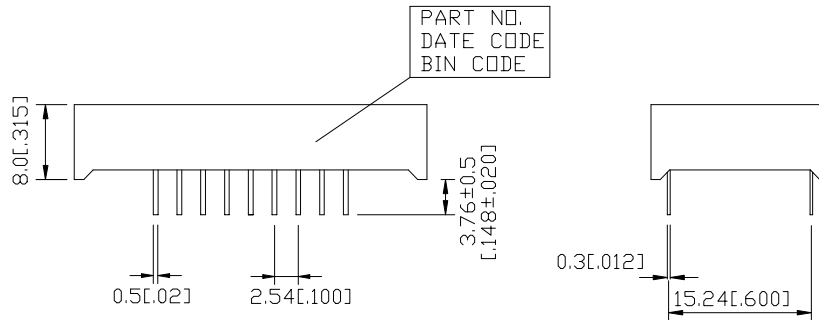 PART NO.
DATE CODE
BIN CODE
8.0[.315]
3.76±0.5
[.148±.020]
0.5[.02]
2.54[.100]
0.3[.012]
15.24[.600]